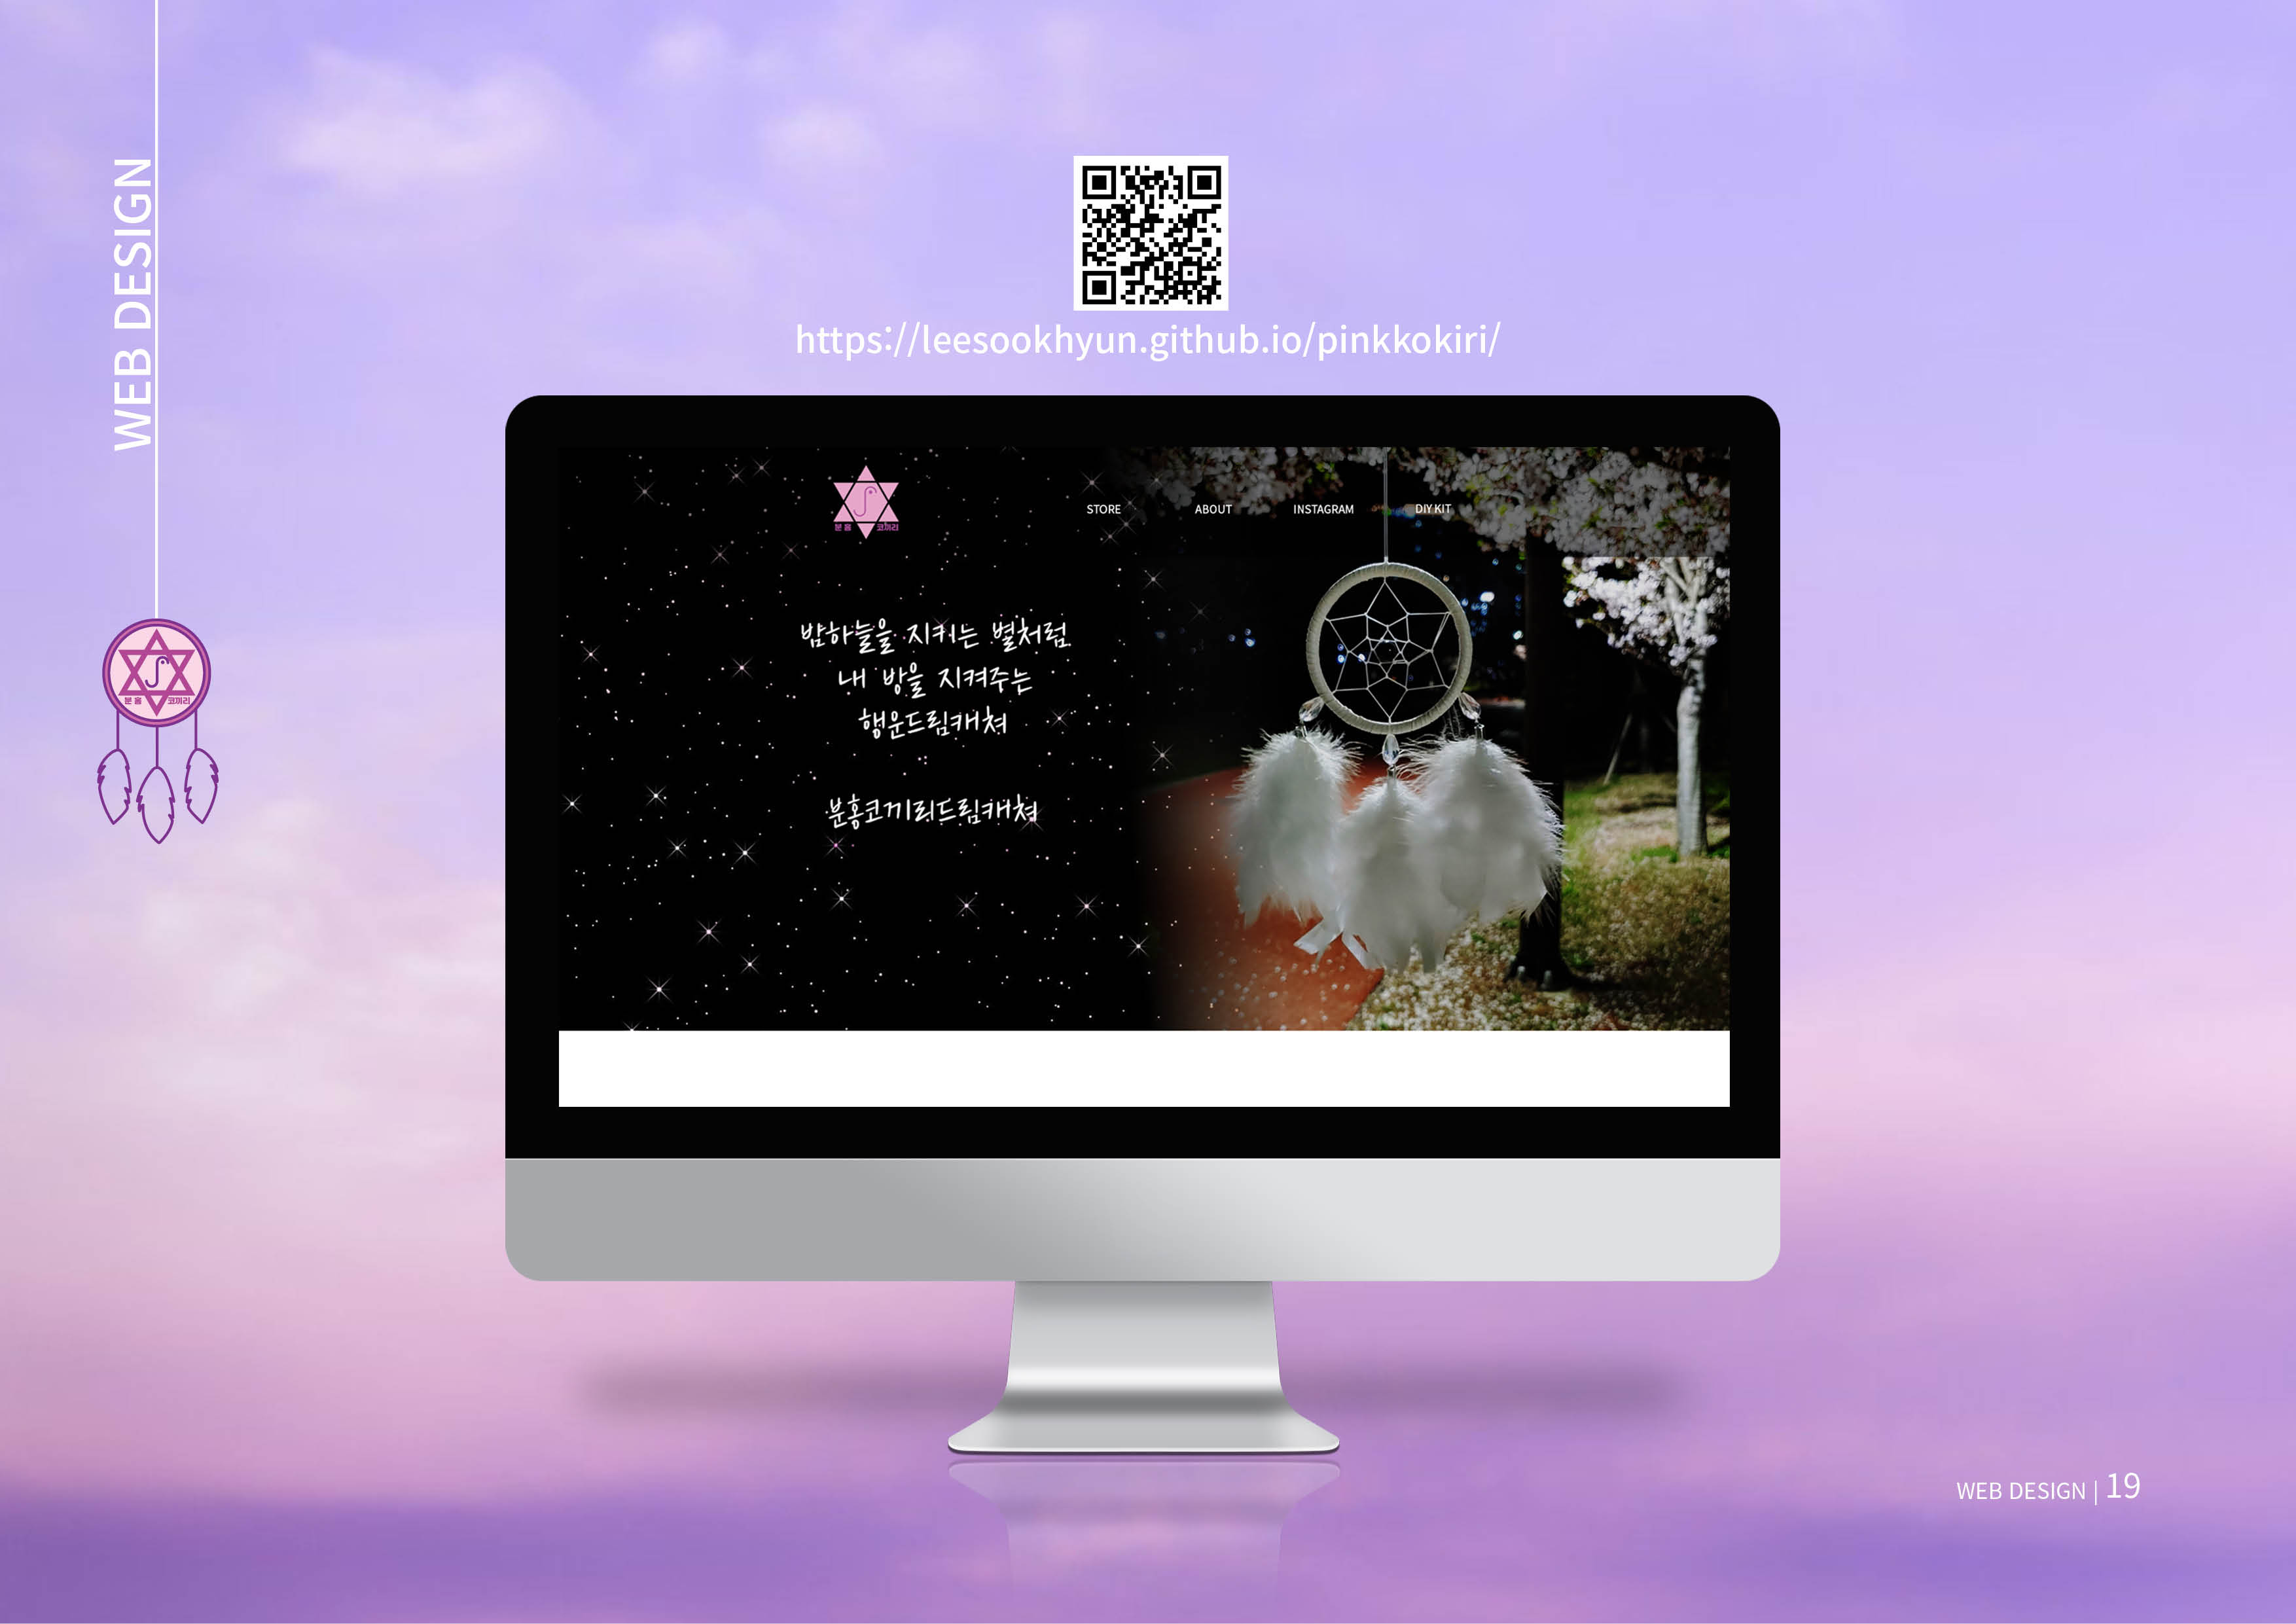 WEB DESIGN
https://leesookhyun.github.io/pinkkokiri/
분홍 코끼리
STORE ABOUT INSTAGRAM DIY KIT
밤하늘을 지키는 별처럼
내 방을 지켜주는
행운드림캐쳐
분홍코끼리드림캐쳐
분홍 코끼리
WEB DESIGN | 19